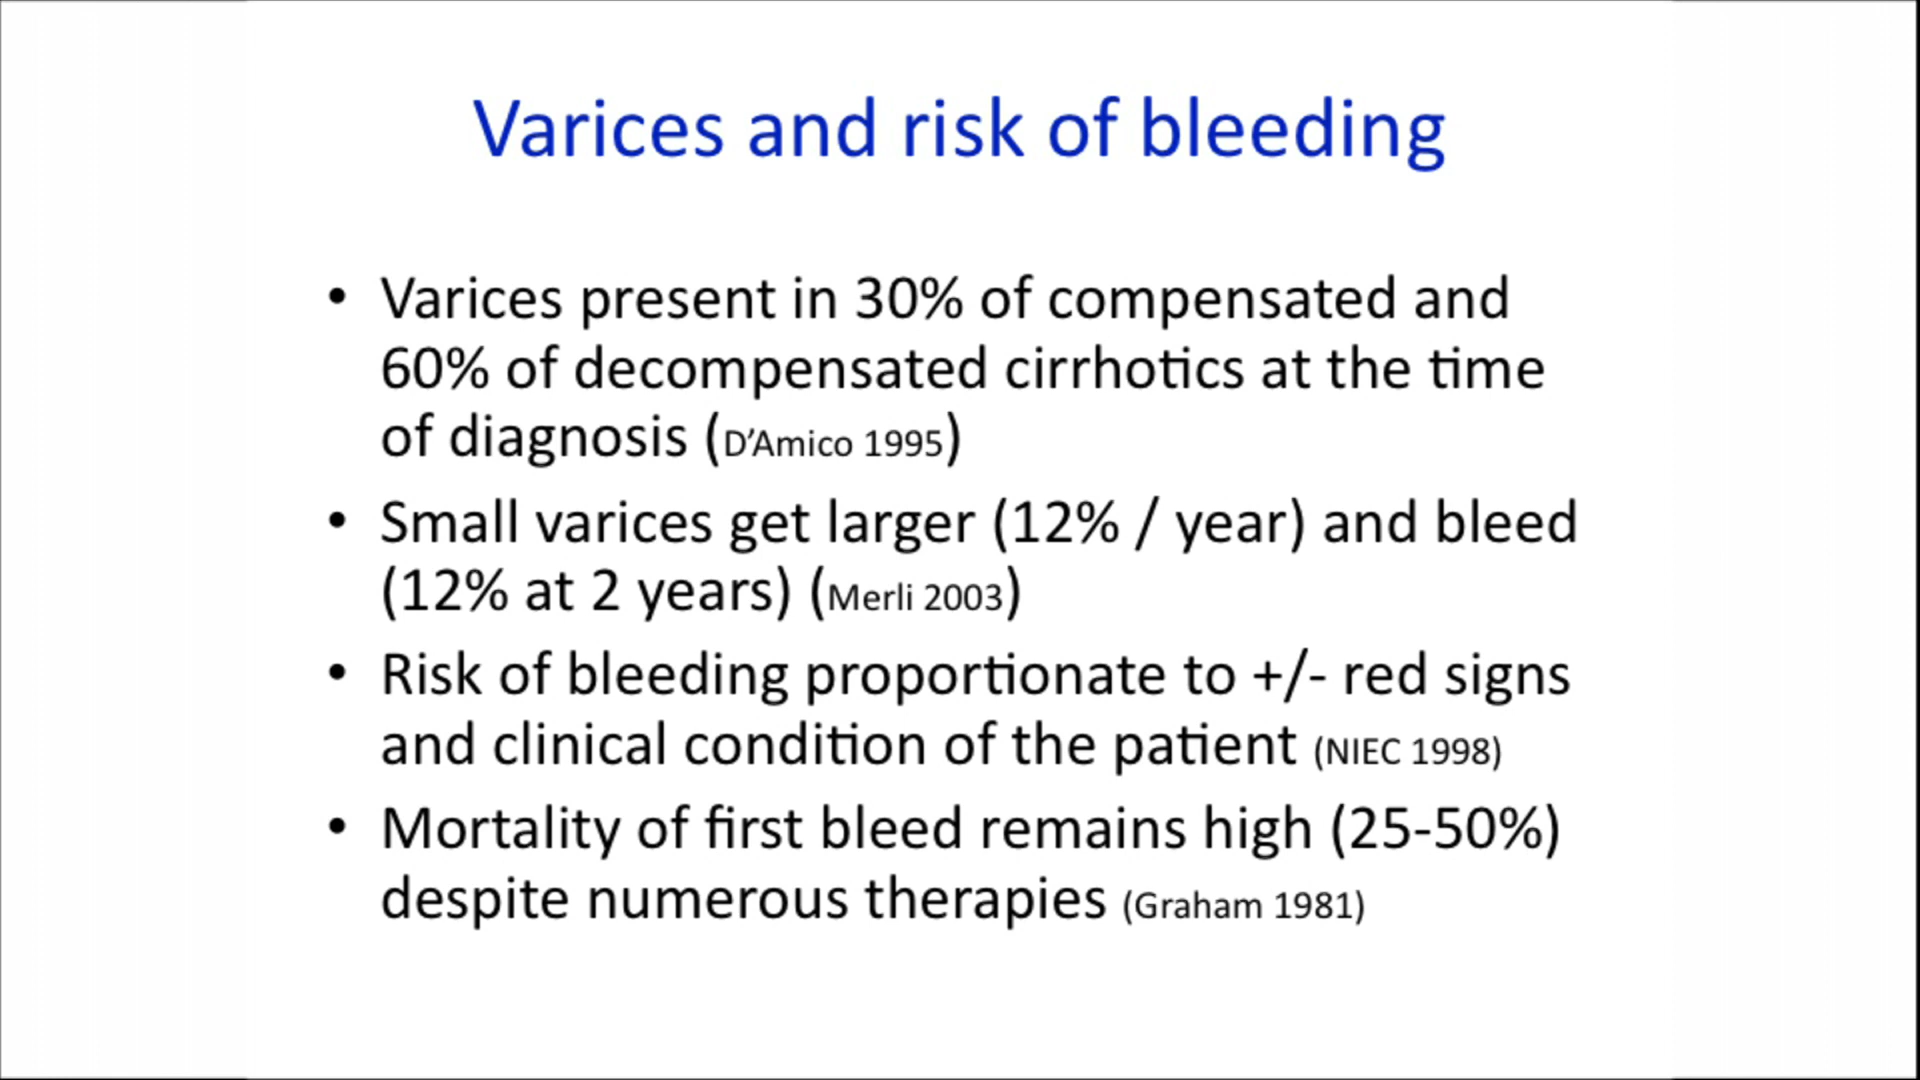 Varices and risk of bleeding
• Varices present in 30% of compensated and
60% of decompensated cirrhotics at the time
of diagnosis (D’Amico 1995)
• Small varices get larger (12% / year) and bleed
(12% at 2 years) (Merli 2003)
• Risk of bleeding proportionate to +/- red signs
and clinical condition of the patient (NIEC 1998)
• Mortality of first bleed remains high (25-50%)
despite numerous therapies (Graham 1981)